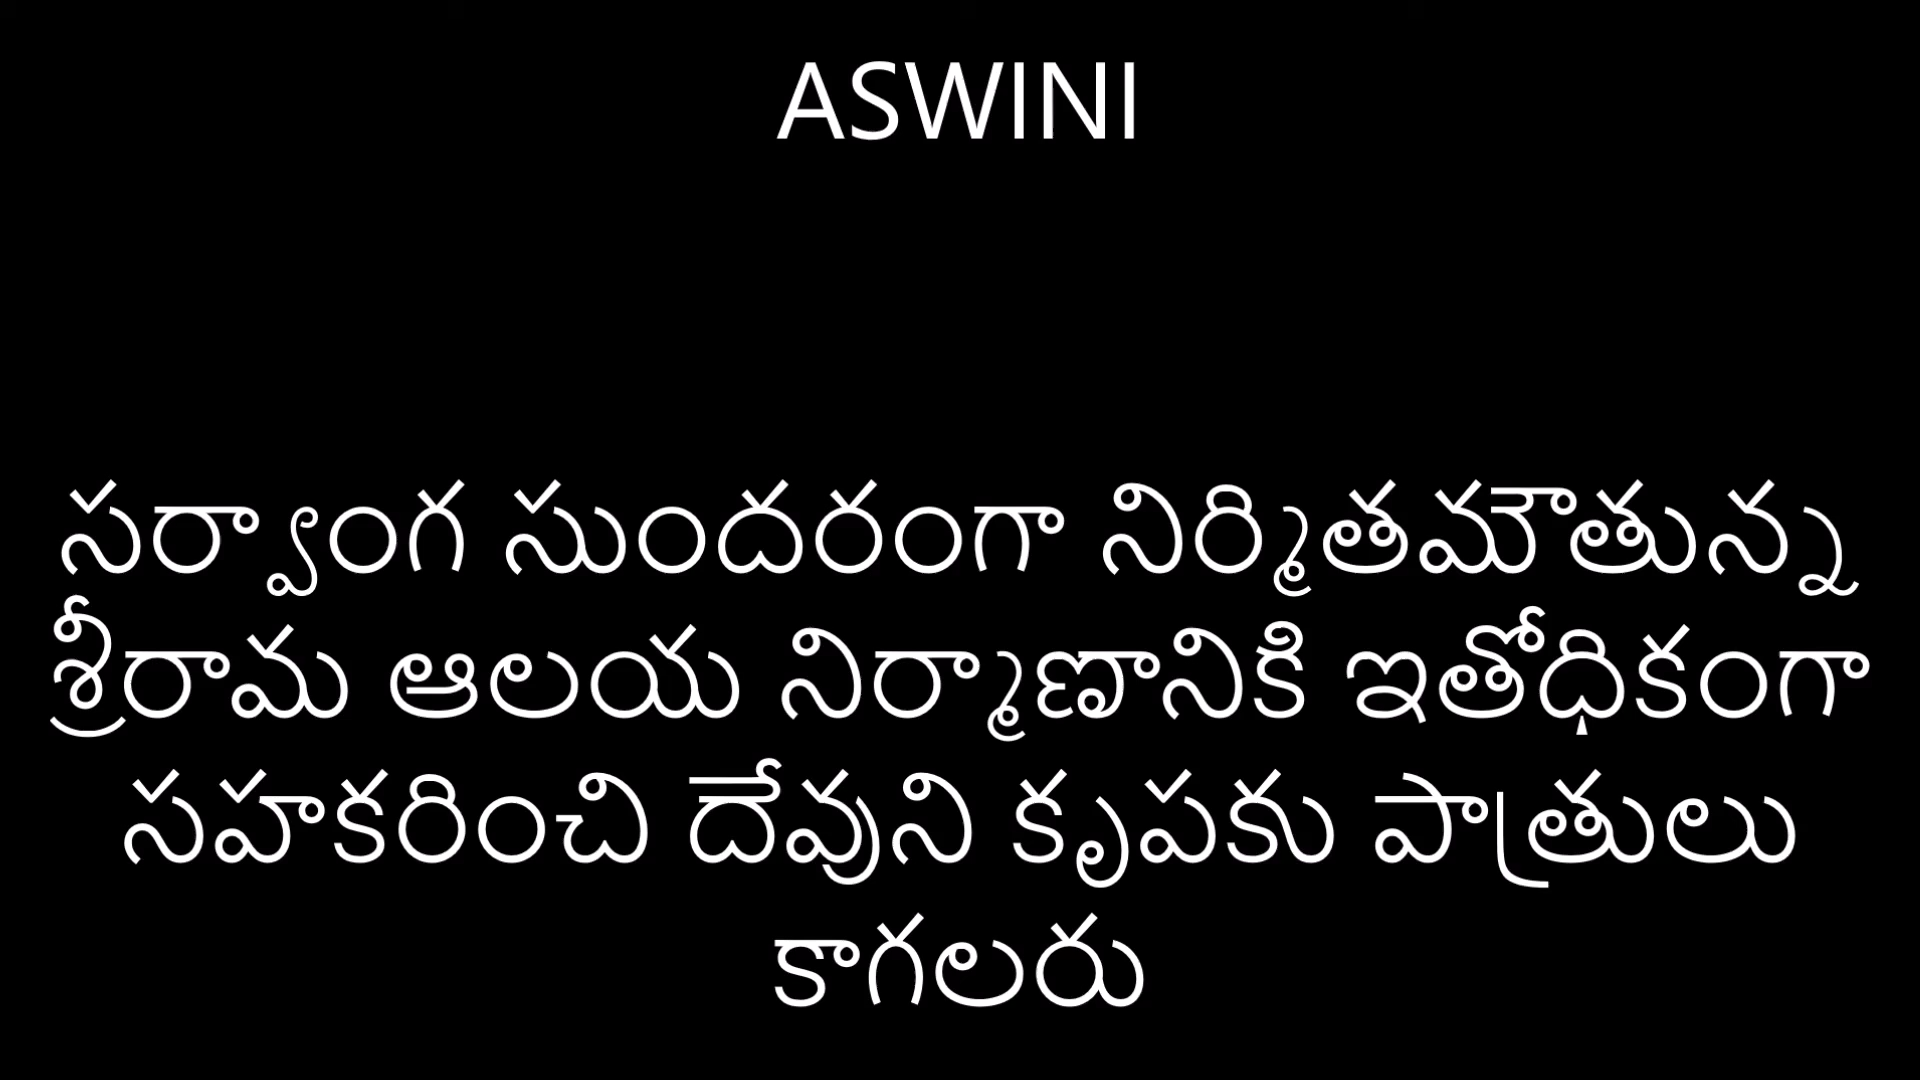 ASWINI
సర్వాంగ సుందరంగా నిర్మితమౌతున్న
శ్రీరామ ఆలయ నిర్మాణానికి ఇతోధికంగా
సహకరించి దేవుని కృపకు పాత్రులు
కాగలరు